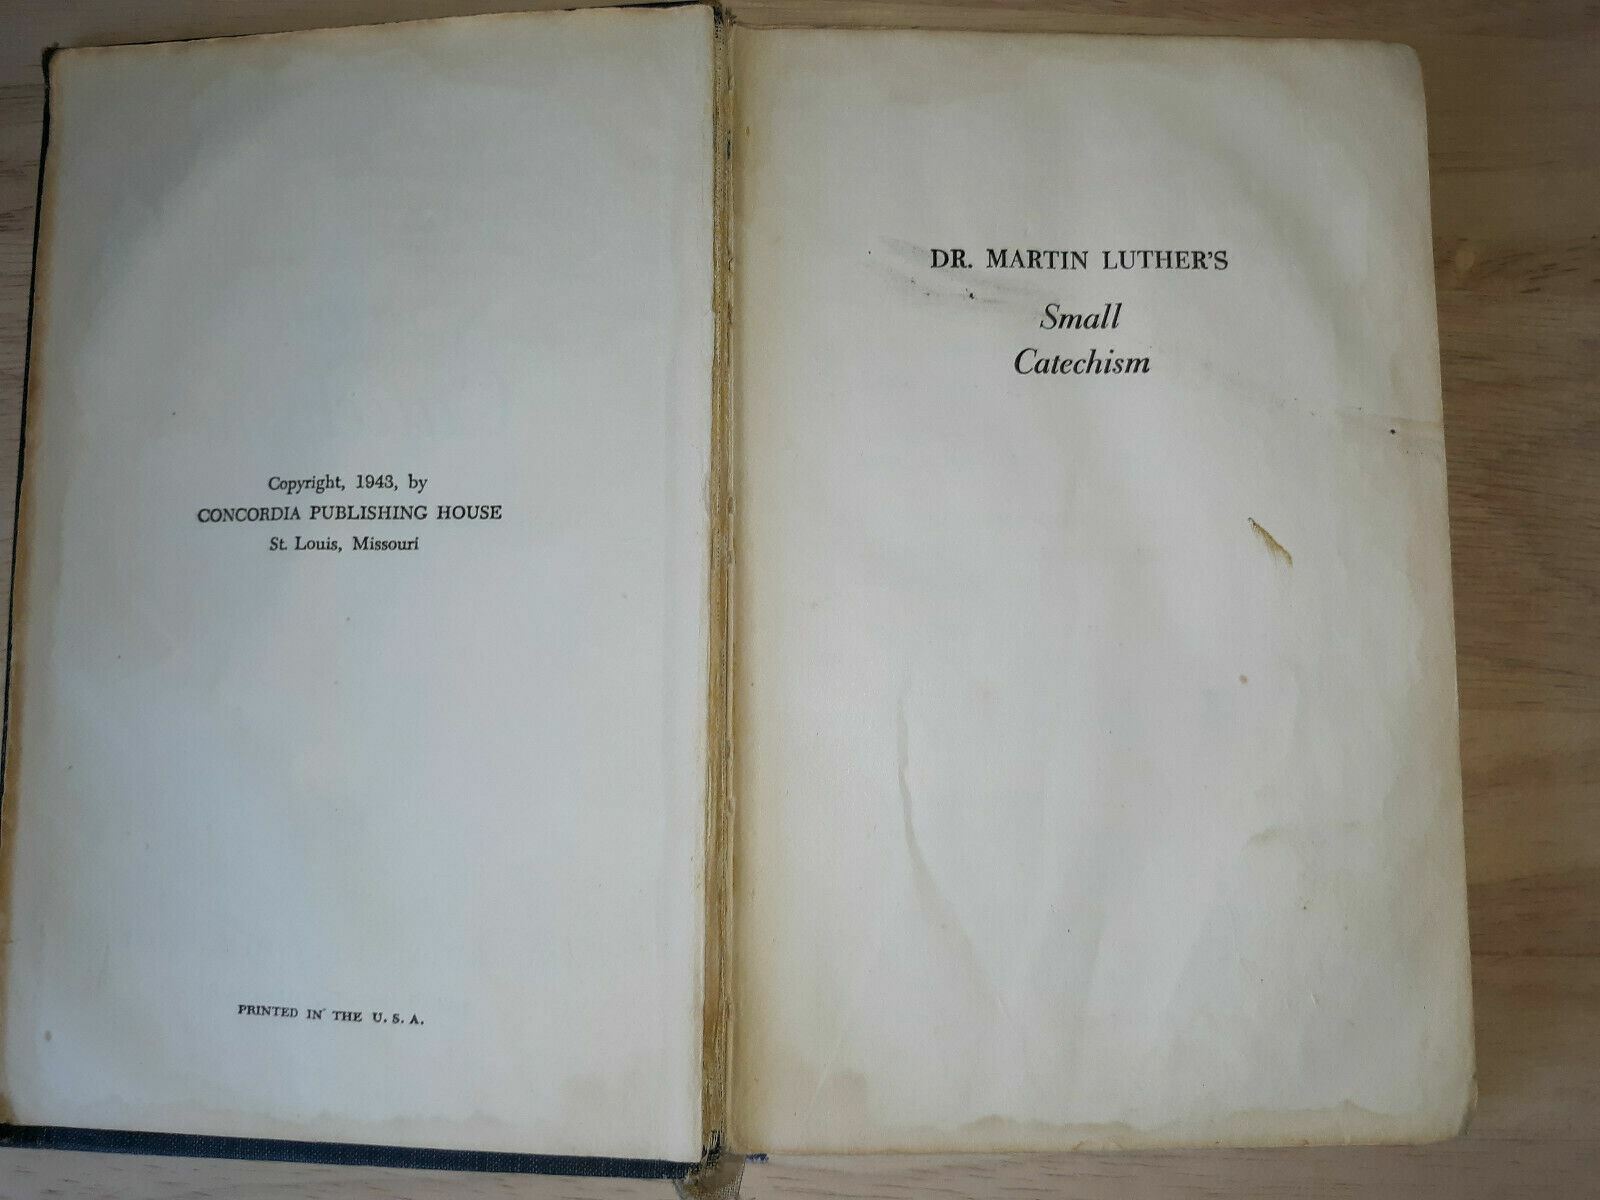 Copyright, 1943, by
CONCORDIA PUBLISHING HOUSE
St. Louis, Missouri
PRINTED IN THE U. S. A.
DR. MARTIN LUTHER'S
Small
Catechism